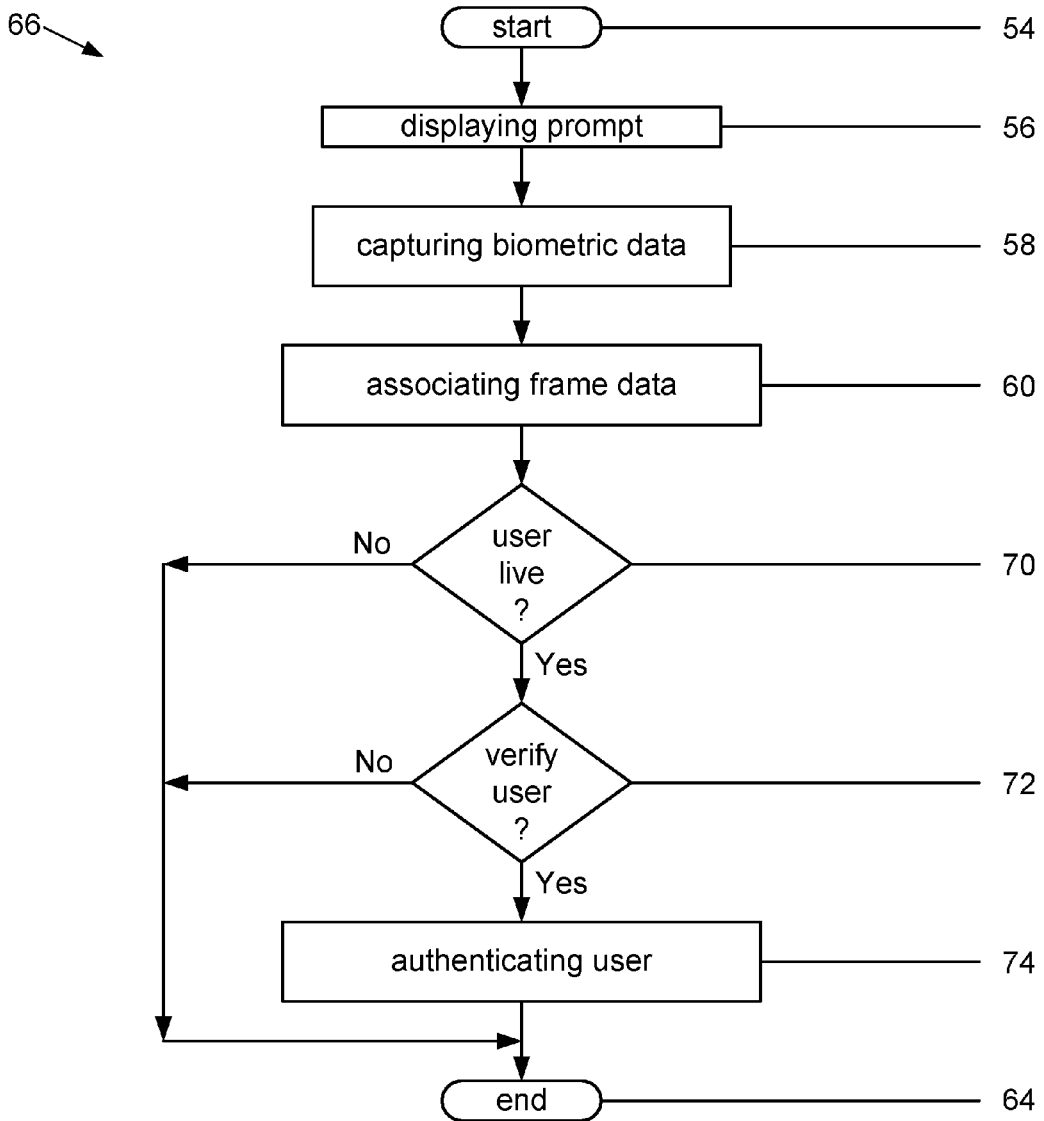 66
start
54
displaying prompt
56
capturing biometric data
58
associating frame data
60
user
live
?
No
70
Yes
verify
user
?
No
72
Yes
authenticating user
74
end
64